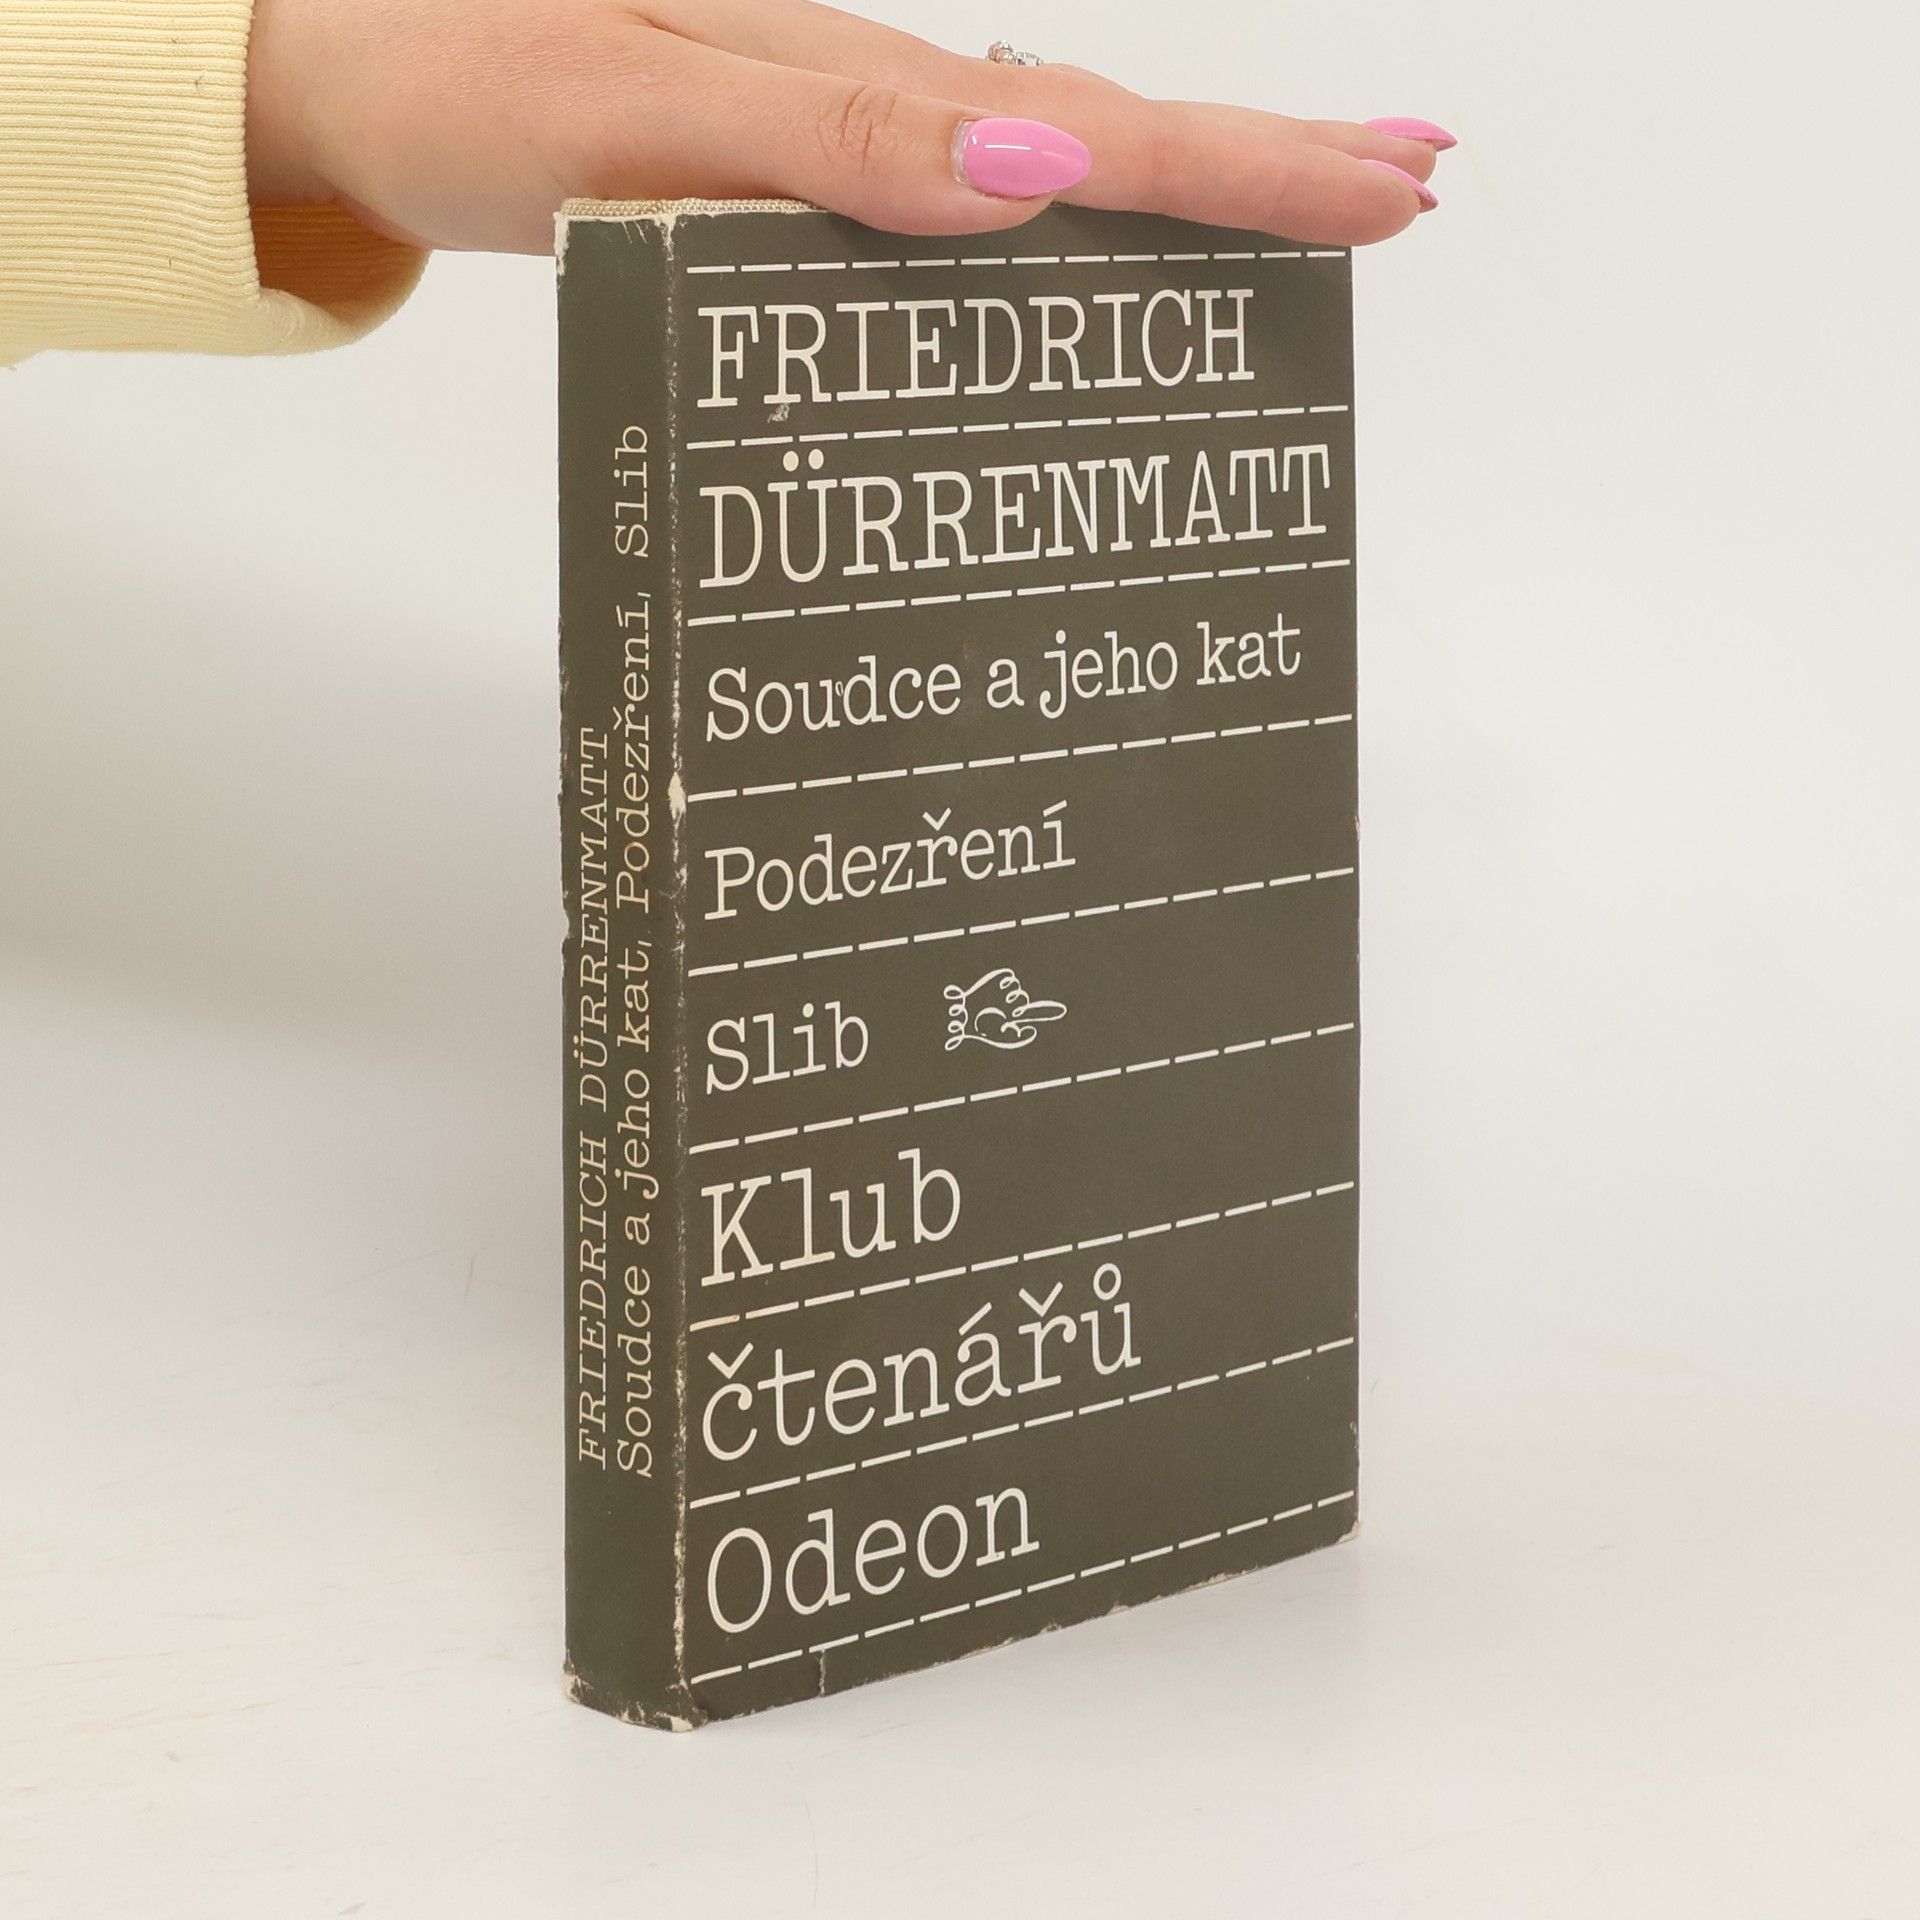 FRIEDRICH DÜRRENMATT
Soudce a jeho kat, Podezření, Slib
FRIEDRICH
DÜRRENMATT
Soudce a jeho kat
Podezření
Slib
Klub
čtenářů
Odeon